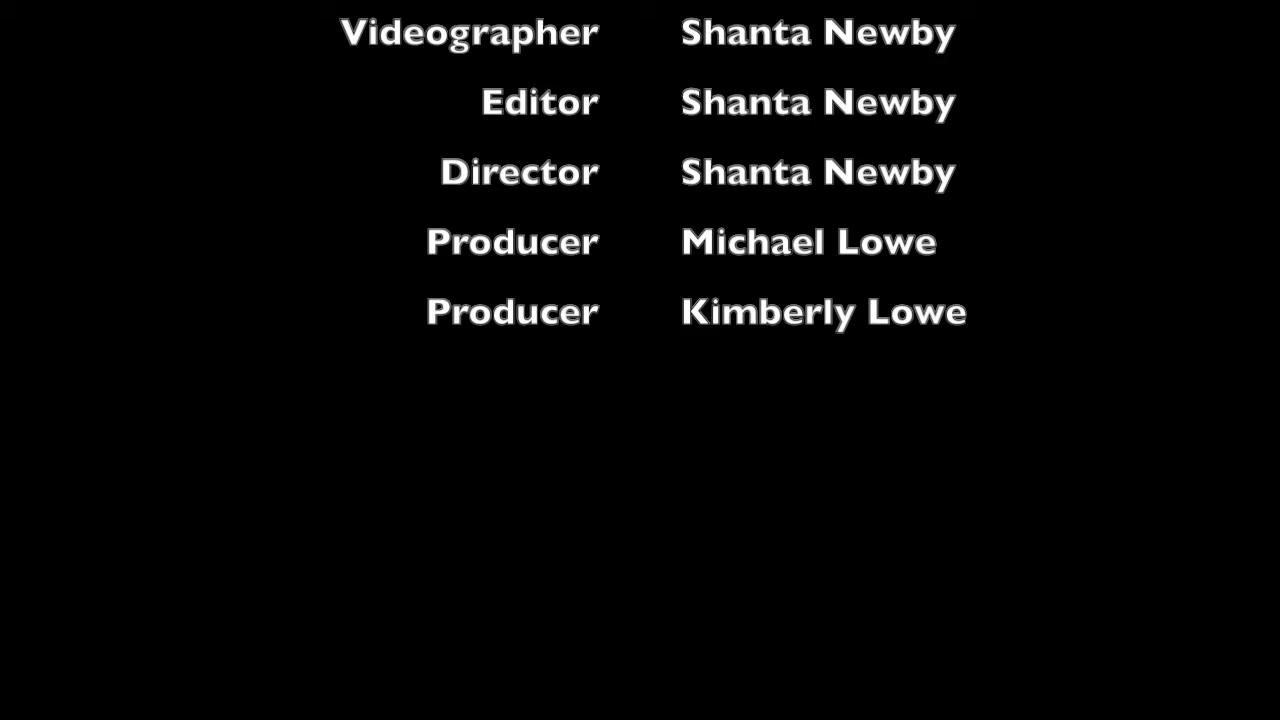 Videographer Shanta Newby
Editor Shanta Newby
Director Shanta Newby
Producer Michael Lowe
Producer Kimberly Lowe